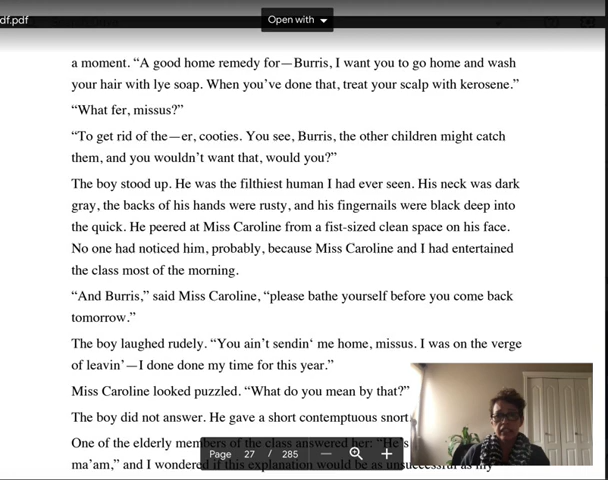 df.pdf
Open with
a moment. “A good home remedy for—Burris, I want you to go home and wash
your hair with lye soap. When you’ve done that, treat your scalp with kerosene.”
“What fer, missus?”
“To get rid of the—er, cooties. You see, Burris, the other children might catch
them, and you wouldn’t want that, would you?”
The boy stood up. He was the filthiest human I had ever seen. His neck was dark
gray, the backs of his hands were rusty, and his fingernails were black deep into
the quick. He peered at Miss Caroline from a fist-sized clean space on his face.
No one had noticed him, probably, because Miss Caroline and I had entertained
the class most of the morning.
“And Burris,” said Miss Caroline, “please bathe yourself before you come back
tomorrow.”
The boy laughed rudely. “You ain’t sendin‘ me home, missus. I was on the verge
of leavin’—I done done my time for this year.”
Miss Caroline looked puzzled. “What do you mean by that?”
The boy did not answer. He gave a short contemptuous snort
One of the elderly members of the class answered her: “He’s
ma’am,” and I wondered if this explanation would be as unsuccessful as my
Page 27 / 285